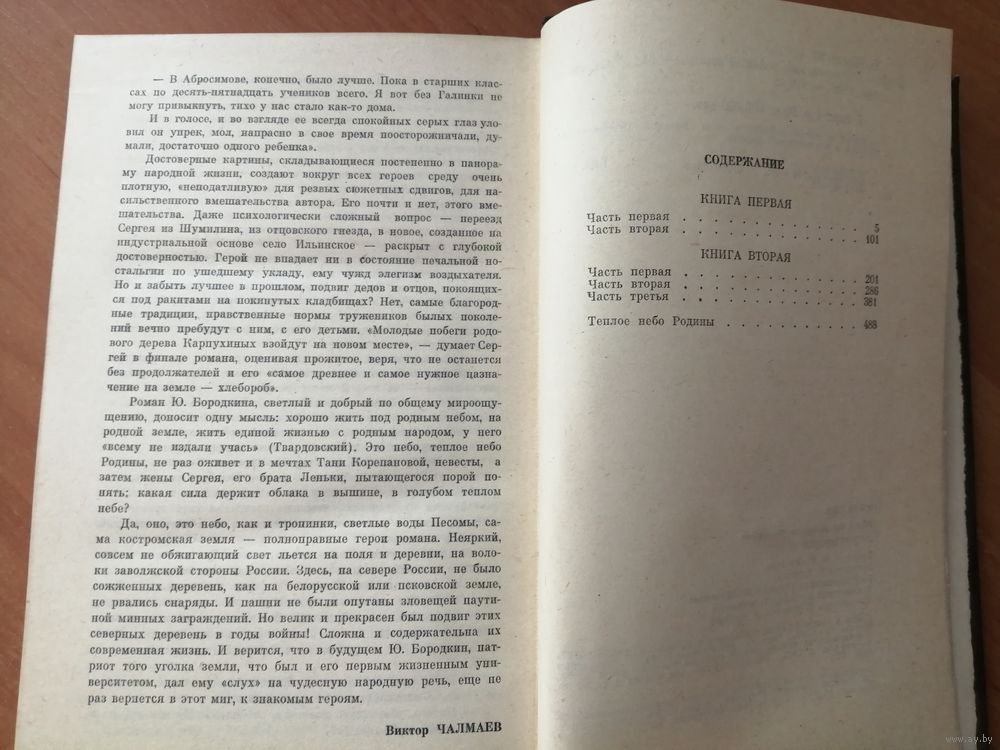 — В Абросимове, конечно, было лучше. Пока в старших клас-
сах по десять-пятнадцать учеников всего. Я вот без Галинки не
могу привыкнуть, тихо у нас стало как-то дома.
И в голосе, и во взгляде ее всегда спокойных серых глаз уло-
вил он упрек, мол, напрасно в свое время поосторожничали, ду-
мали, достаточно одного ребенка».
Достоверные картины, складывающиеся постепенно в панора-
му народной жизни, создают вокруг всех героев среду очень
плотную, «неподатливую» для резвых сюжетных сдвигов, для на-
сильственного вмешательства автора. Его почти и нет, этого вме-
шательства. Даже психологически сложный вопрос — переезд
Сергея из Шумилина, из отцовского гнезда, в новое, созданное на
индустриальной основе село Ильинское — раскрыт с глубокой
достоверностью. Герой не впадает ни в состояние печальной но-
стальгии по ушедшему укладу, ему чужд элегизм воздыхателя.
Но и забыть лучшее в прошлом, подвиг дедов и отцов, покоящих-
ся под ракитами на покинутых кладбищах? Нет, самые благород-
ные традиции, нравственные нормы тружеников былых поколе-
ний вечно пребудут с ним, с его детьми. «Молодые побеги родо-
вого дерева Карпухиных взойдут на новом месте», — думает Сер-
гей в финале романа, оценивая прожитое, веря, что не останется
без продолжателей и его «самое древнее и самое нужное назна-
чение на земле — хлебороб».
Роман Ю. Бородкина, светлый и добрый по общему мироощу-
щению, доносит одну мысль: хорошо жить под родным небом, на
родной земле, жить единой жизнью с родным народом, у него
«всему не издали учась» (Твардовский). Это небо, теплое небо
Родины, не раз оживет и в мечтах Тани Корепановой, невесты, а
затем жены Сергея, его брата Леньки, пытающегося порой по-
нять: какая сила держит облака в вышине, в голубом теплом
небе?
Да, оно, это небо, как и тропинки, светлые воды Песомы, са-
ма костромская земля — полноправные герои романа. Неяркий,
совсем не обжигающий свет льется на поля и деревни, на воло-
ки заволжской стороны России. Здесь, на севере России, не было
сожженных деревень, как на белорусской или псковской земле,
не рвались снаряды. И пашни не были опутаны зловещей паути-
ной минных заграждений. Но велик и прекрасен был подвиг этих
северных деревень в годы войны! Сложна и содержательна их
современная жизнь. И верится, что в будущем Ю. Бородкин, пат-
риот того уголка земли, что был и его первым жизненным уни-
верситетом, дал ему «слух» на чудесную народную речь, еще не
раз вернется в этот миг, к знакомым героям.
Виктор ЧАЛМАЕВ
СОДЕРЖАНИЕ
КНИГА ПЕРВАЯ
Часть первая . . . . . . . . . . . . 5
Часть вторая . . . . . . . . . . . . 101
КНИГА ВТОРАЯ
Часть первая . . . . . . . . . . . . 201
Часть вторая . . . . . . . . . . . . 286
Часть третья . . . . . . . . . . . . 381
Теплое небо Родины . . . . . . . . . 488
www.ay.by